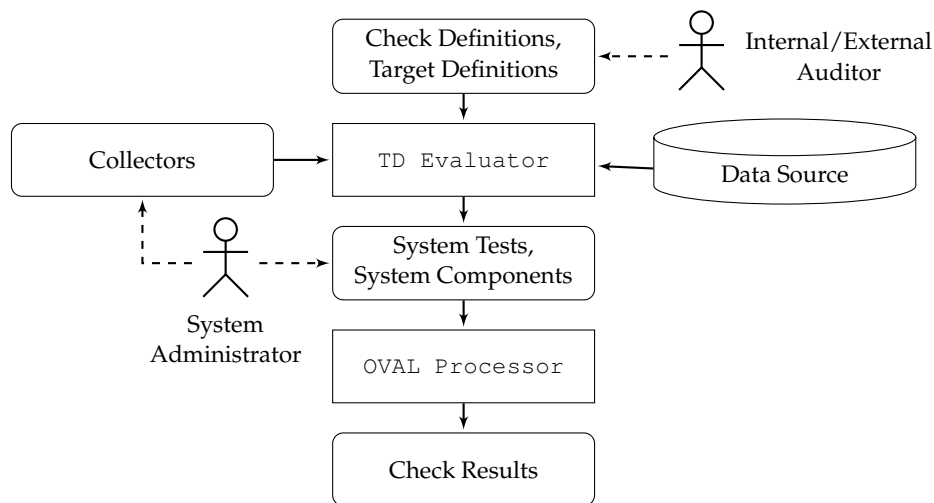 Check Definitions,
Target Definitions
Internal/External
Auditor
Collectors
TD Evaluator
Data Source
System Tests,
System Components
System
Administrator
OVAL Processor
Check Results